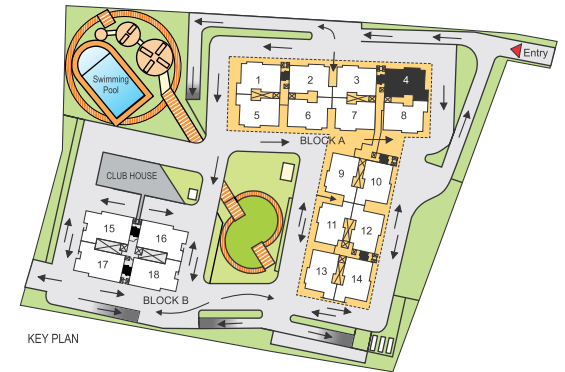 Entry
Swimming
Pool
1 2 3 4
5 6 7 8
BLOCK A
9 10
CLUB HOUSE
11 12
15 16
17 18
13 14
BLOCK B
KEY PLAN